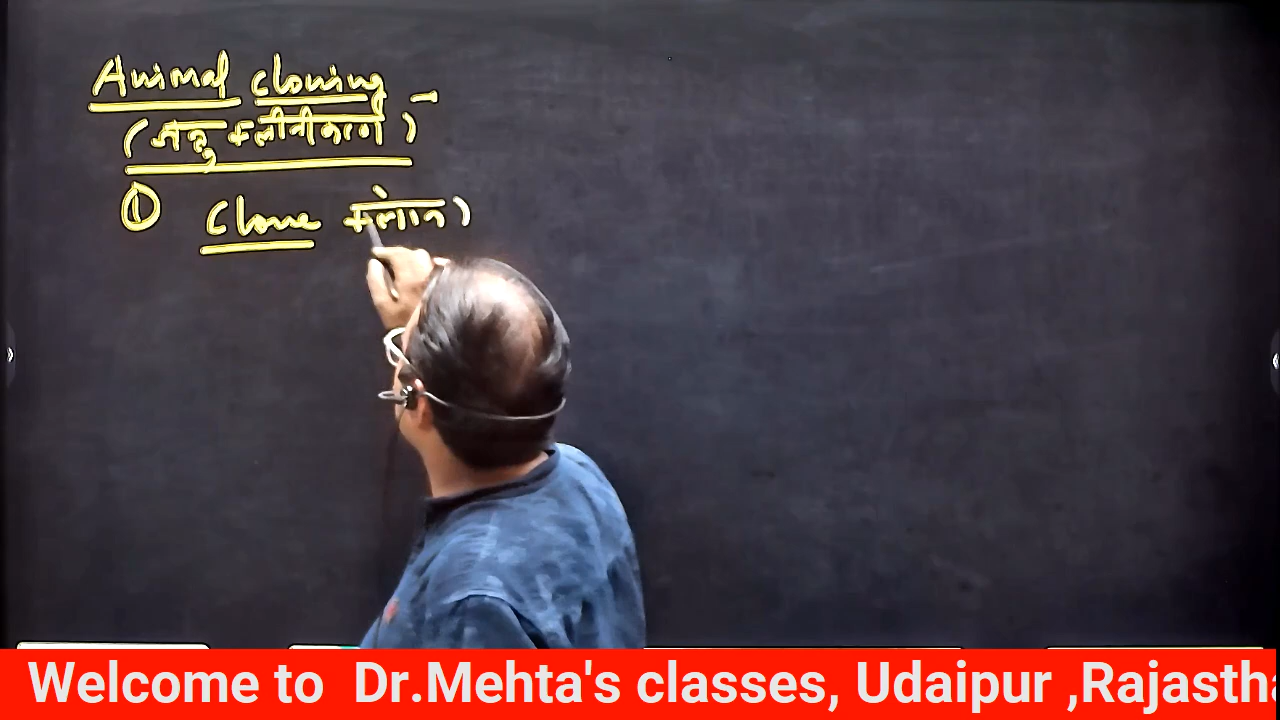 Animal cloning -
(जन्तु क्लोनीकरण)
① Clone क्लोन)
Welcome to Dr.Mehta's classes, Udaipur ,Rajastha